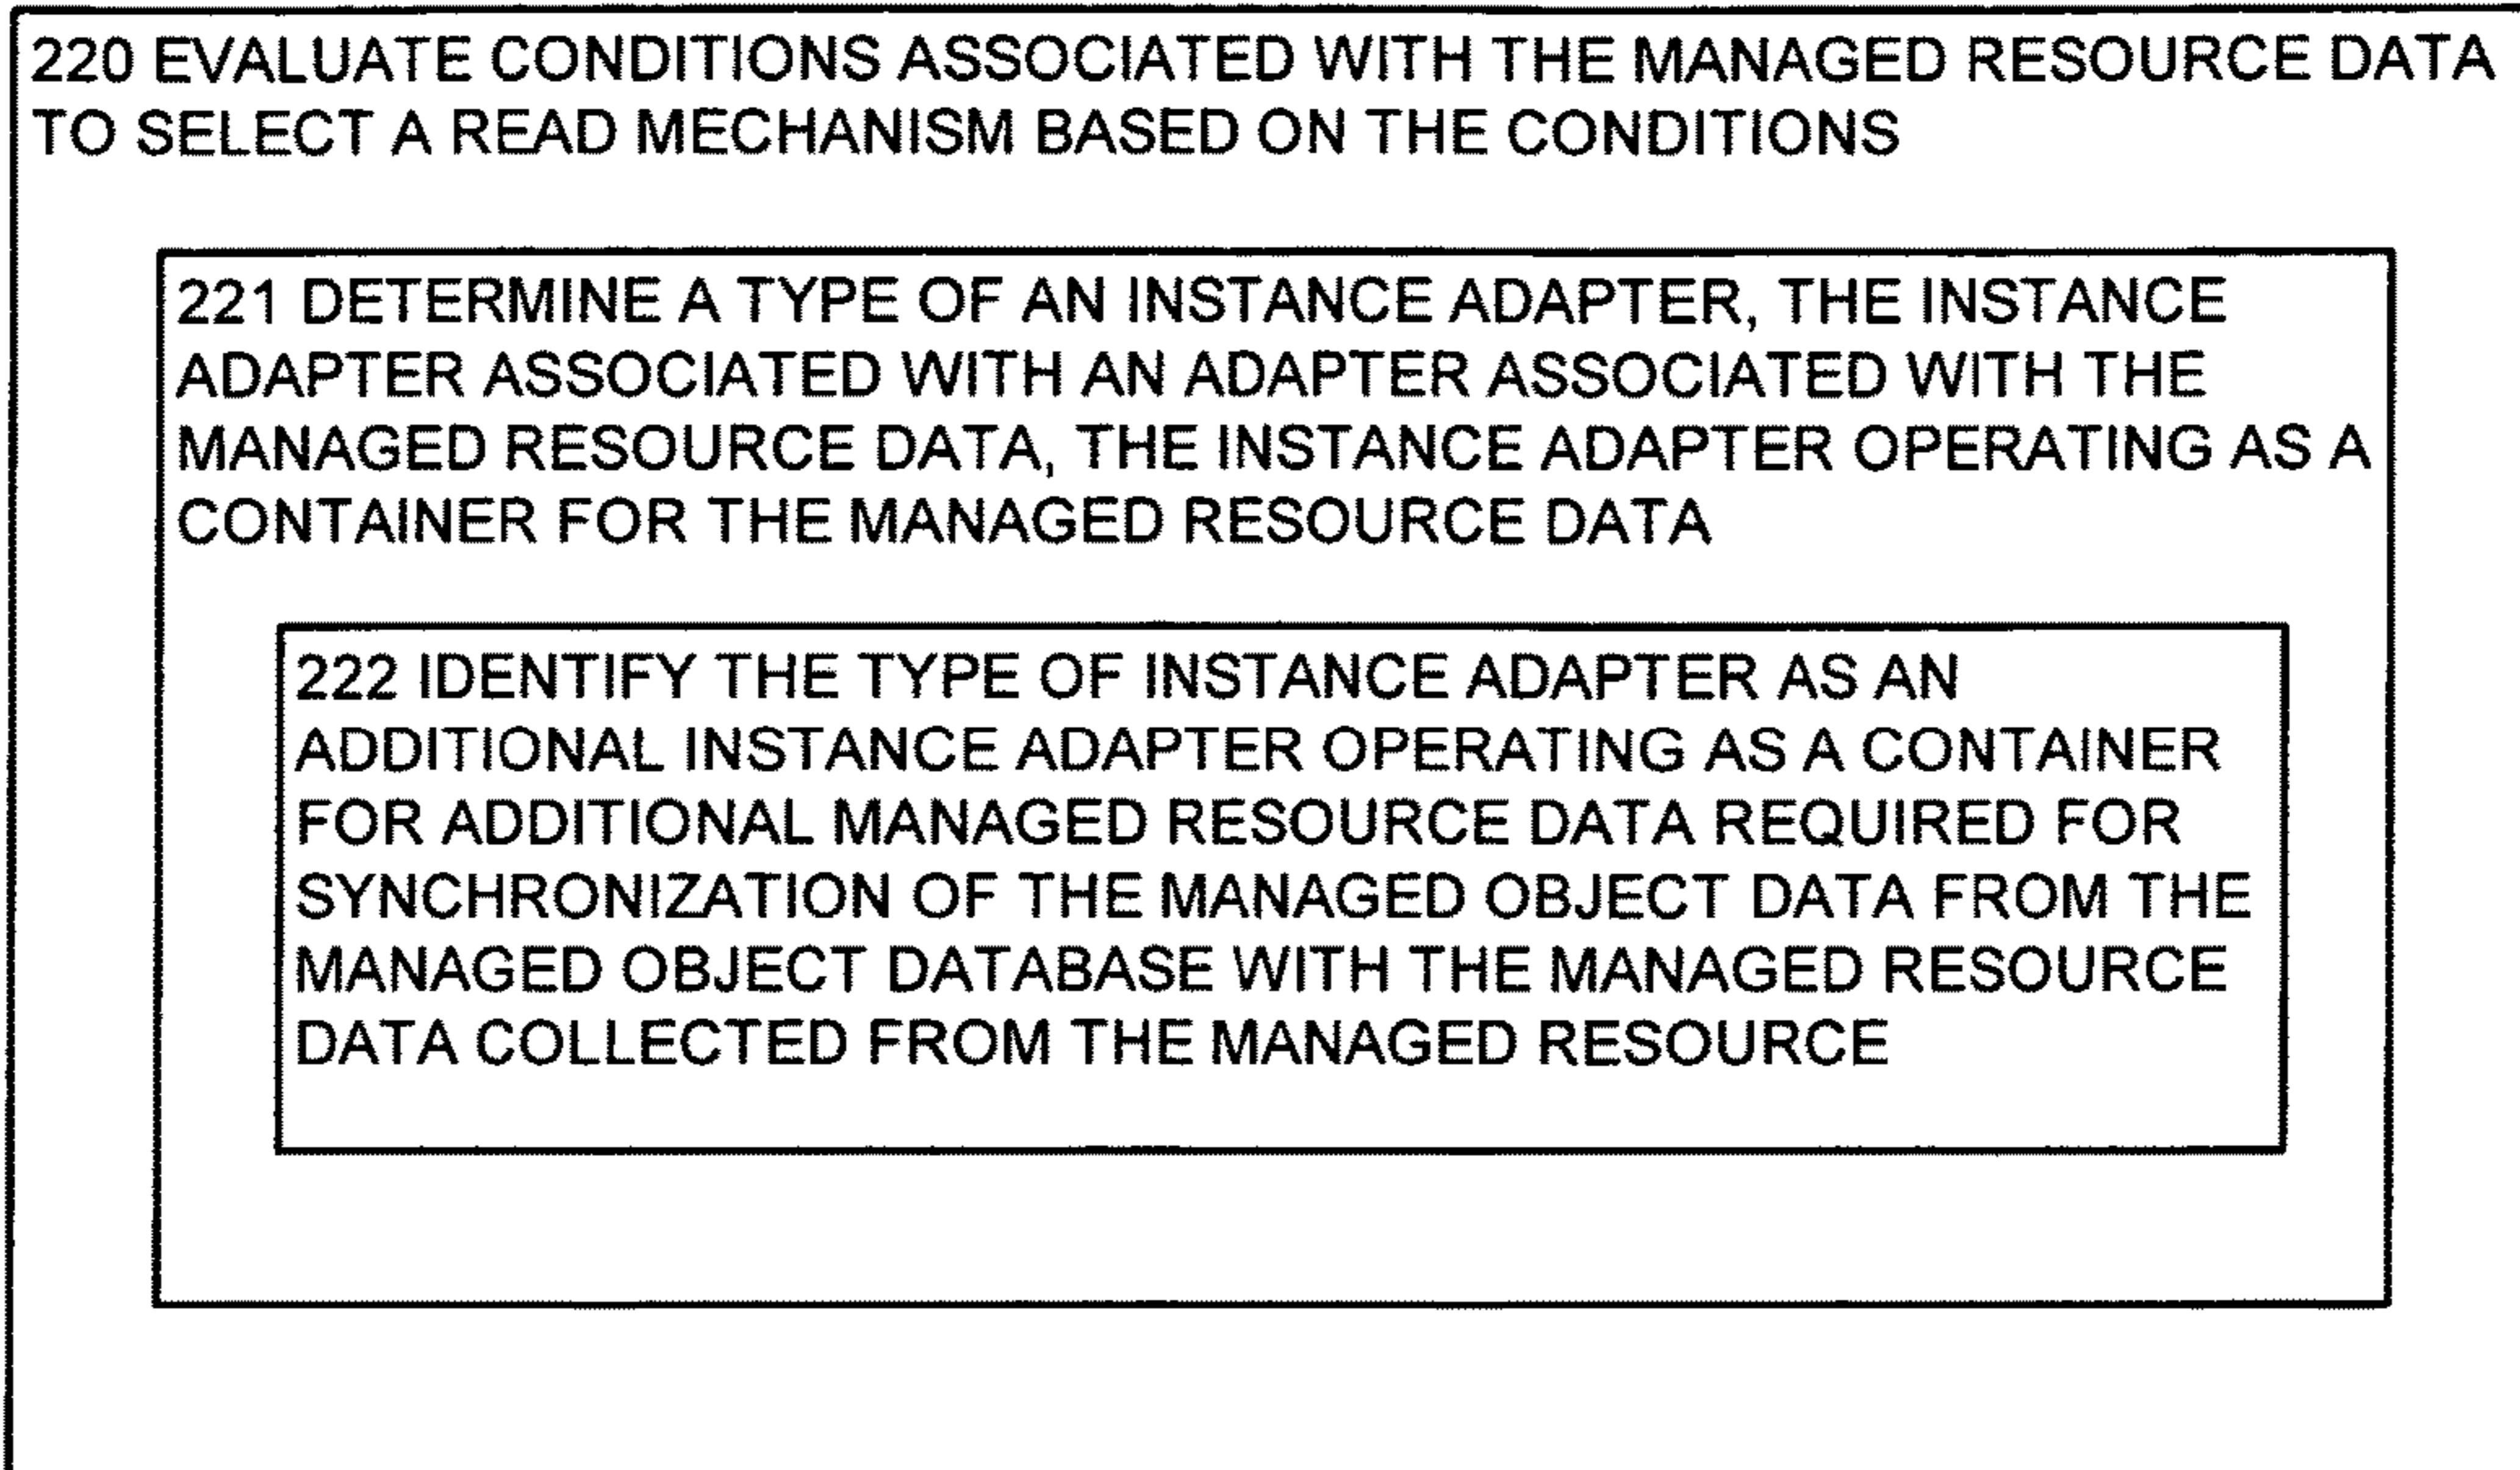 220 EVALUATE CONDITIONS ASSOCIATED WITH THE MANAGED RESOURCE DATA
TO SELECT A READ MECHANISM BASED ON THE CONDITIONS
221 DETERMINE A TYPE OF AN INSTANCE ADAPTER, THE INSTANCE
ADAPTER ASSOCIATED WITH AN ADAPTER ASSOCIATED WITH THE
MANAGED RESOURCE DATA, THE INSTANCE ADAPTER OPERATING AS A
CONTAINER FOR THE MANAGED RESOURCE DATA
222 IDENTIFY THE TYPE OF INSTANCE ADAPTER AS AN
ADDITIONAL INSTANCE ADAPTER OPERATING AS A CONTAINER
FOR ADDITIONAL MANAGED RESOURCE DATA REQUIRED FOR
SYNCHRONIZATION OF THE MANAGED OBJECT DATA FROM THE
MANAGED OBJECT DATABASE WITH THE MANAGED RESOURCE
DATA COLLECTED FROM THE MANAGED RESOURCE